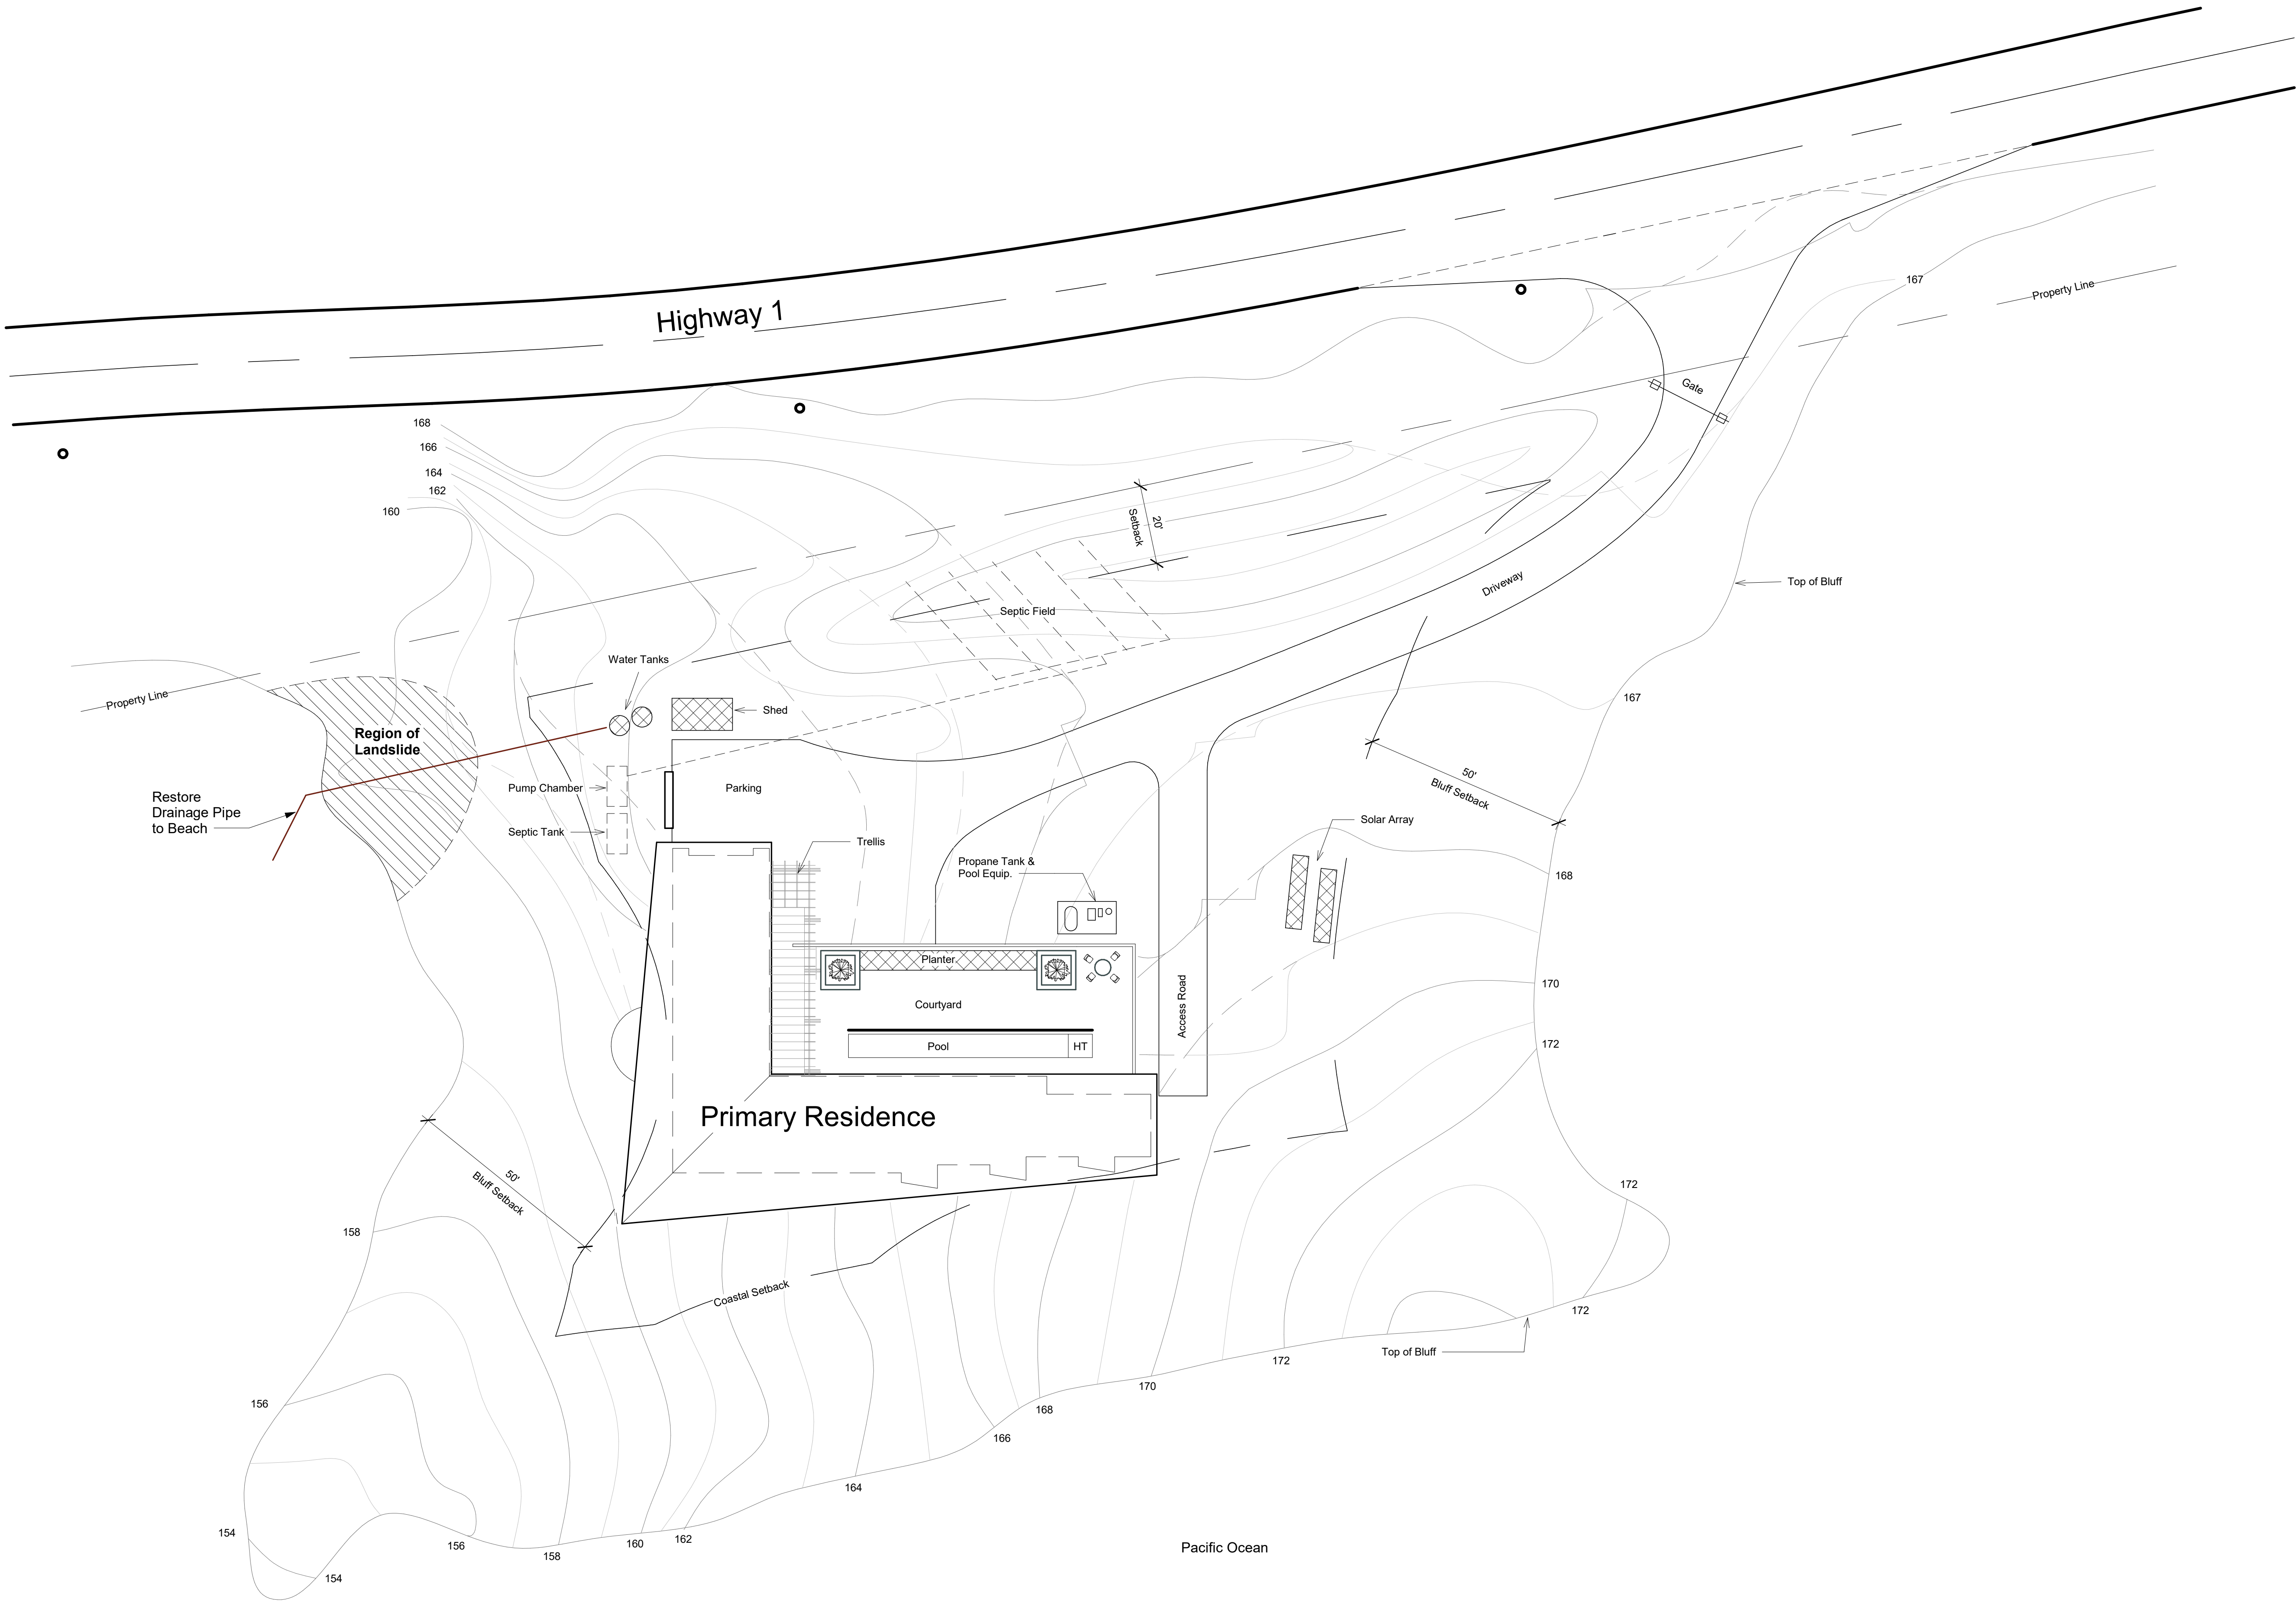 Highway 1
167
Property Line
Gate
168
166
164
162
160
20'
Setback
Driveway
Top of Bluff
Septic Field
Water Tanks
Property Line
167
Shed
Region of
Landslide
50'
Bluff Setback
Pump Chamber
Parking
Restore
Drainage Pipe
to Beach
Solar Array
Septic Tank
Trellis
Propane Tank &
Pool Equip.
168
Planter
170
Courtyard
Access Road
Pool
HT
172
Primary Residence
50'
Bluff Setback
172
158
Coastal Setback
172
Top of Bluff
172
170
156
168
166
164
154
162
160
156
158
Pacific Ocean
154